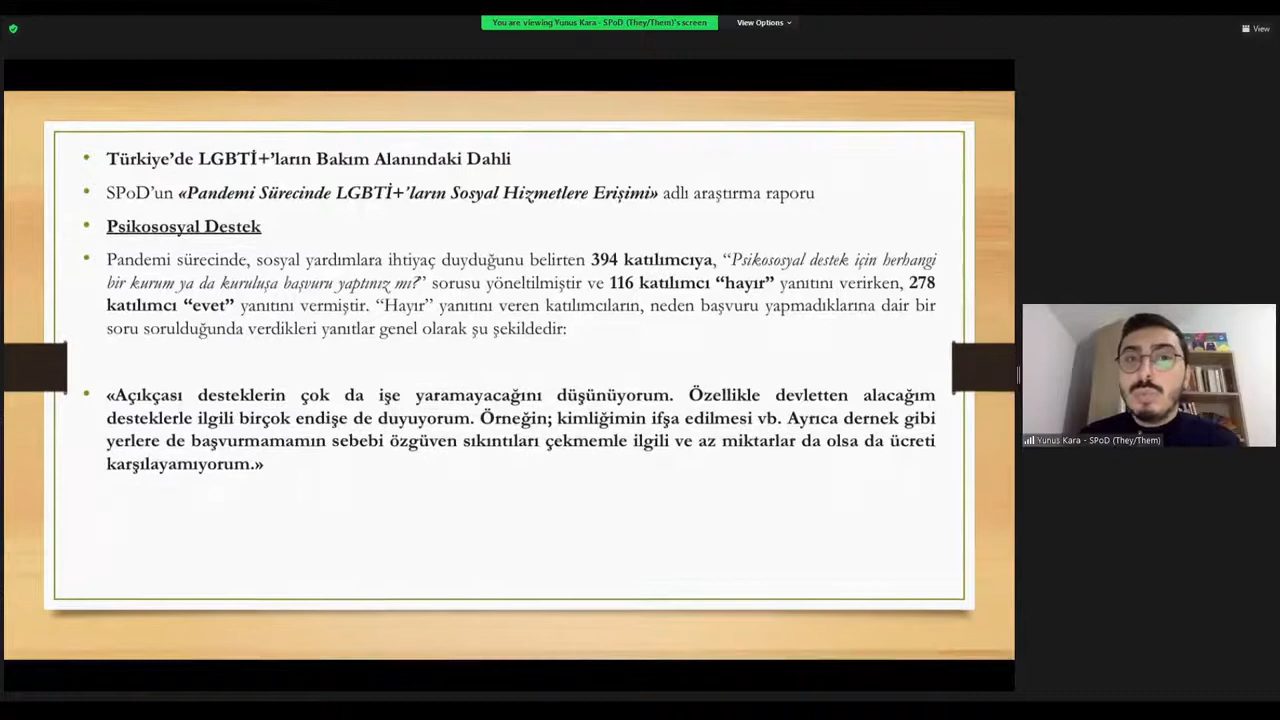 You are viewing Yunus Kara - SPoD (They/Them)'s screen
View Options
View
Türkiye’de LGBTİ+’ların Bakım Alanındaki Dahli
SPoD’un «Pandemi Sürecinde LGBTİ+’ların Sosyal Hizmetlere Erişimi» adlı araştırma raporu
Psikososyal Destek
Pandemi sürecinde, sosyal yardımlara ihtiyaç duyduğunu belirten 394 katılımcıya, “Psikososyal destek için herhangi
bir kurum ya da kuruluşa başvuru yaptınız mı?” sorusu yöneltilmiştir ve 116 katılımcı “hayır” yanıtını verirken, 278
katılımcı “evet” yanıtını vermiştir. “Hayır” yanıtını veren katılımcıların, neden başvuru yapmadıklarına dair bir
soru sorulduğunda verdikleri yanıtlar genel olarak şu şekildedir:
«Açıkçası desteklerin çok da işe yaramayacağını düşünüyorum. Özellikle devletten alacağım
desteklerle ilgili birçok endişe de duyuyorum. Örneğin; kimliğimin ifşa edilmesi vb. Ayrıca dernek gibi
yerlere de başvurmamamın sebebi özgüven sıkıntıları çekmemle ilgili ve az miktarlar da olsa da ücreti
karşılayamıyorum.»
Yunus Kara - SPoD (They/Them)